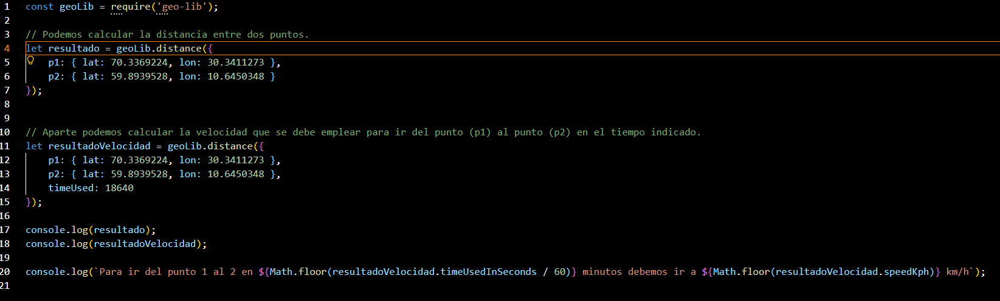 1 const geoLib = require('geo-lib');
2
3 // Podemos calcular la distancia entre dos puntos.
4 let resultado = geoLib.distance({
5     p1: { lat: 70.3369224, lon: 30.3411273 },
6     p2: { lat: 59.8939528, lon: 10.6450348 }
7 });
8
9
10 // Aparte podemos calcular la velocidad que se debe emplear para ir del punto (p1) al punto (p2) en el tiempo indicado.
11 let resultadoVelocidad = geoLib.distance({
12     p1: { lat: 70.3369224, lon: 30.3411273 },
13     p2: { lat: 59.8939528, lon: 10.6450348 },
14     timeUsed: 18640
15 });
16
17 console.log(resultado);
18 console.log(resultadoVelocidad);
19
20 console.log(`Para ir del punto 1 al 2 en ${Math.floor(resultadoVelocidad.timeUsedInSeconds / 60)} minutos debemos ir a ${Math.floor(resultadoVelocidad.speedKph)} km/h`);
21